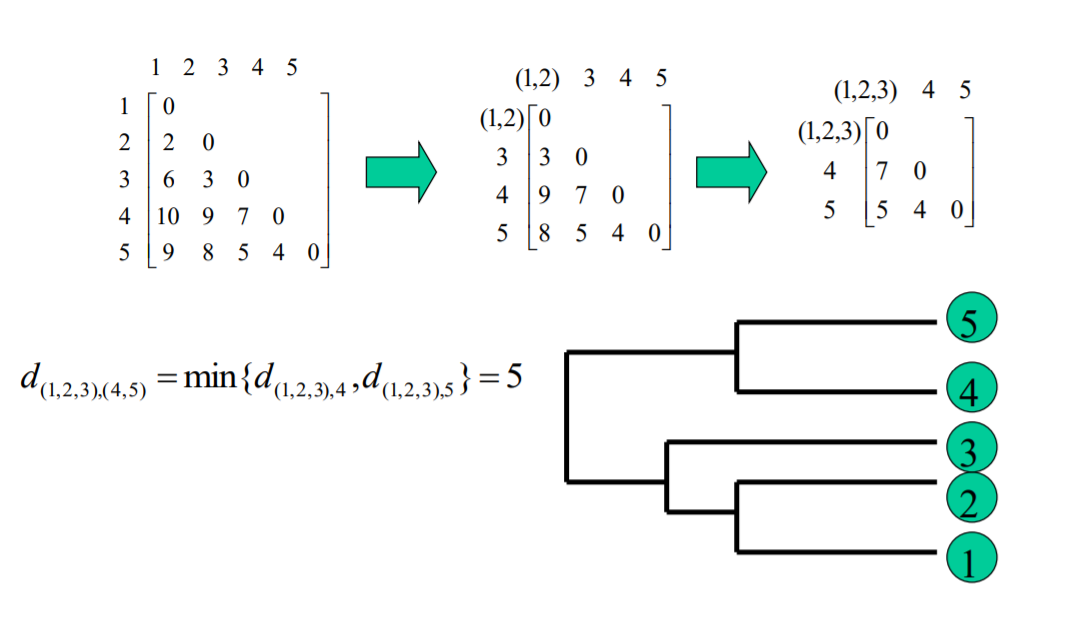 1 2 3 4 5
1 0
2 2 0
3 6 3 0
4 10 9 7 0
5 9 8 5 4 0
(1,2) 3 4 5
(1,2) 0
3 3 0
4 9 7 0
5 8 5 4 0
(1,2,3) 4 5
(1,2,3) 0
4 7 0
5 5 4 0
d(1,2,3),(4,5) = min{d(1,2,3),4 , d(1,2,3),5 } = 5
5
4
3
2
1